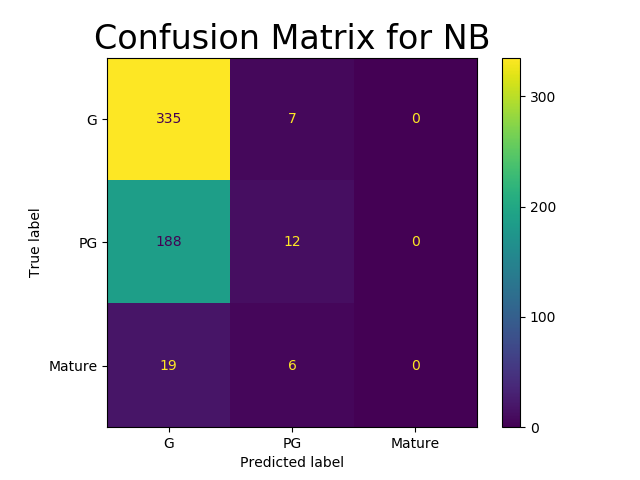 Confusion Matrix for NB
G 335 7 0
300
200
PG 188 12 0
100
Mature 19 6 0
0
G PG Mature
True label
Predicted label